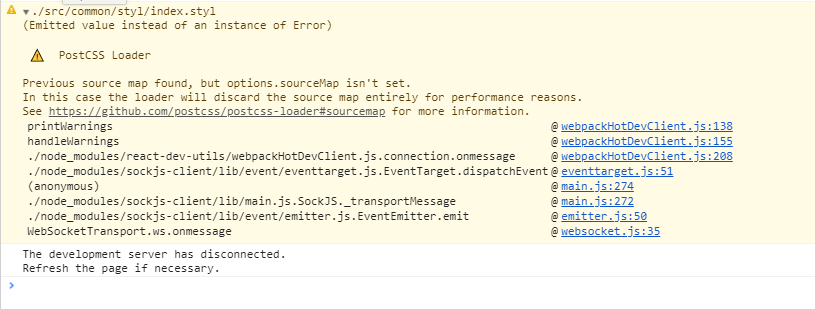 ▼./src/common/styl/index.styl
(Emitted value instead of an instance of Error)
⚠ PostCSS Loader
Previous source map found, but options.sourceMap isn't set.
In this case the loader will discard the source map entirely for performance reasons.
See https://github.com/postcss/postcss-loader#sourcemap for more information.
printWarnings @ webpackHotDevClient.js:138
handleWarnings @ webpackHotDevClient.js:155
./node_modules/react-dev-utils/webpackHotDevClient.js.connection.onmessage @ webpackHotDevClient.js:208
./node_modules/sockjs-client/lib/event/eventtarget.js.EventTarget.dispatchEvent @ eventtarget.js:51
(anonymous) @ main.js:274
./node_modules/sockjs-client/lib/main.js.SockJS._transportMessage @ main.js:272
./node_modules/sockjs-client/lib/event/emitter.js.EventEmitter.emit @ emitter.js:50
WebSocketTransport.ws.onmessage @ websocket.js:35
The development server has disconnected.
Refresh the page if necessary.